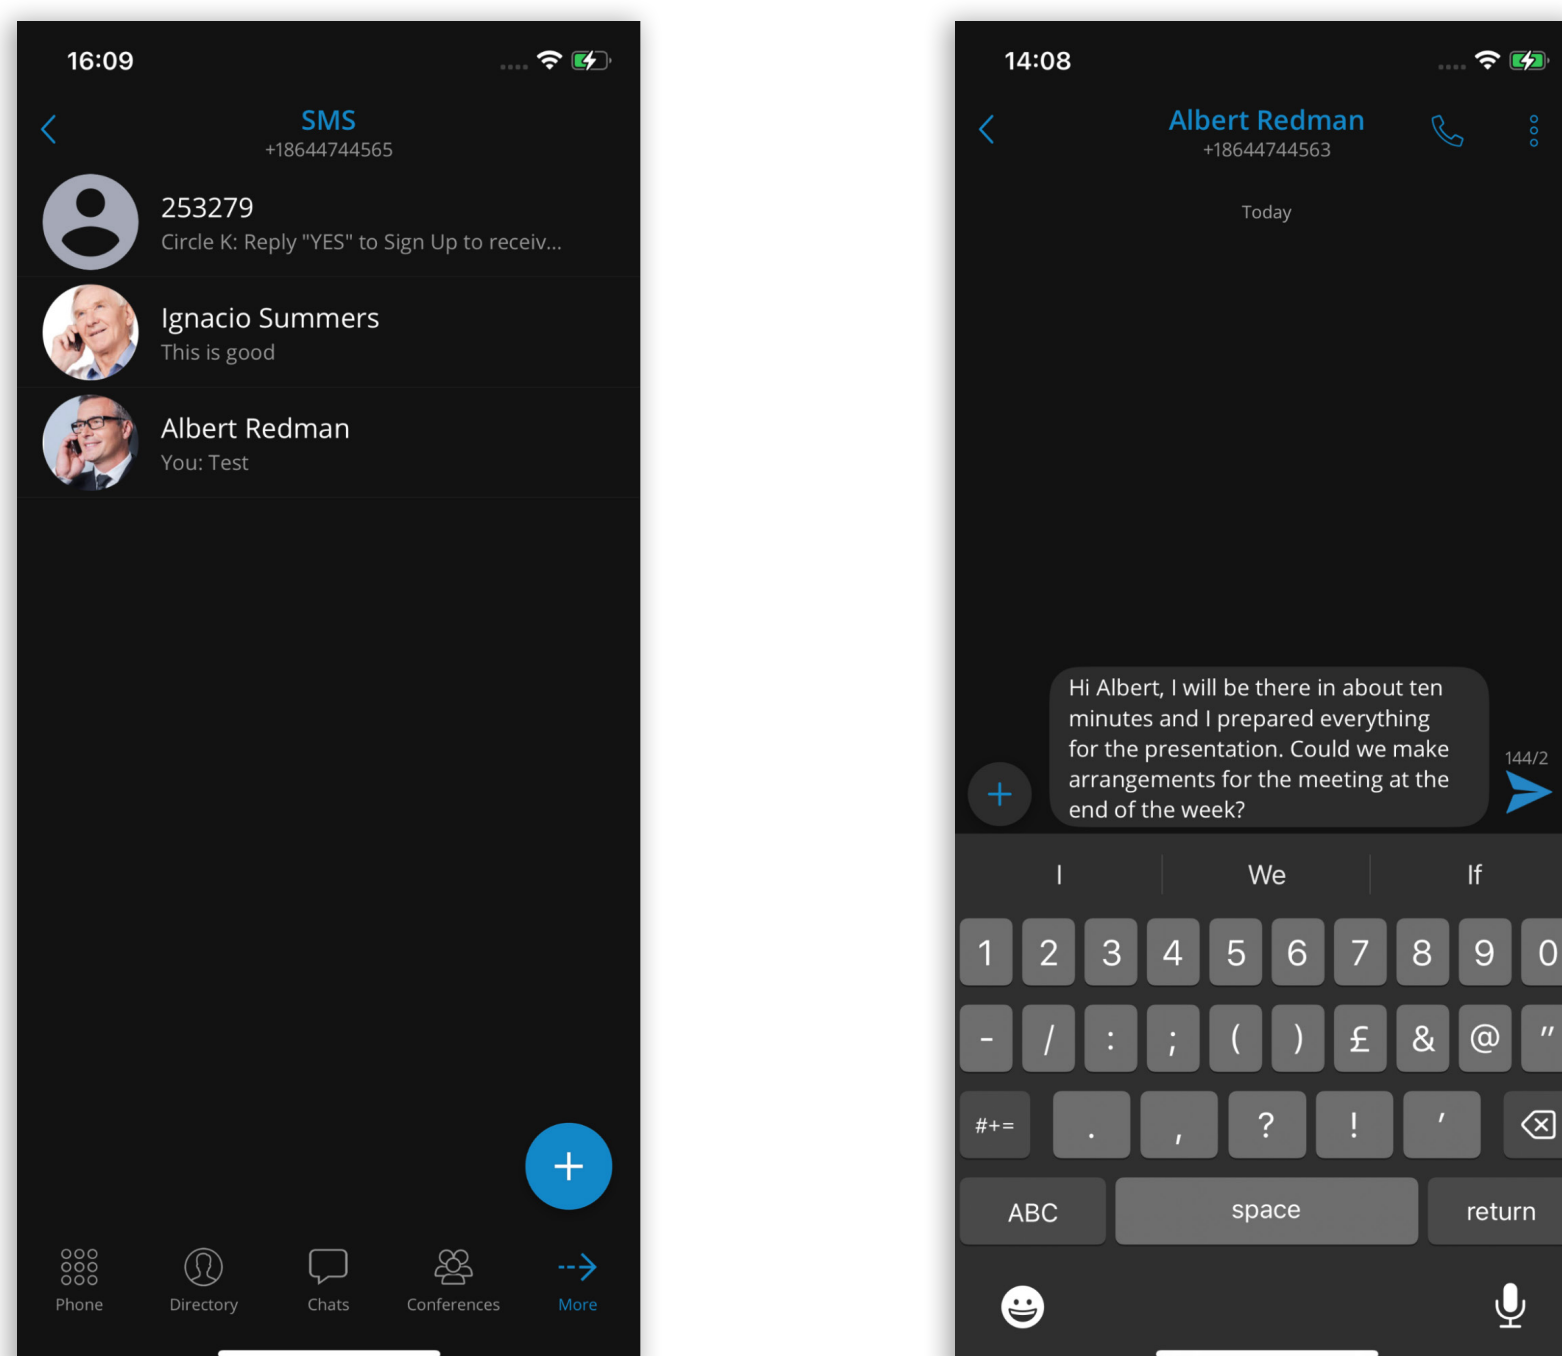 16:09
SMS
+18644744565
253279
Circle K: Reply "YES" to Sign Up to receiv...
Ignacio Summers
This is good
Albert Redman
You: Test
Phone
Directory
Chats
Conferences
More
14:08
Albert Redman
+18644744563
Today
Hi Albert, I will be there in about ten
minutes and I prepared everything
for the presentation. Could we make
arrangements for the meeting at the
end of the week?
144/2
I We If
1 2 3 4 5 6 7 8 9 0
- / : ; ( ) £ & @ "
#+= . , ? ! '
ABC space return